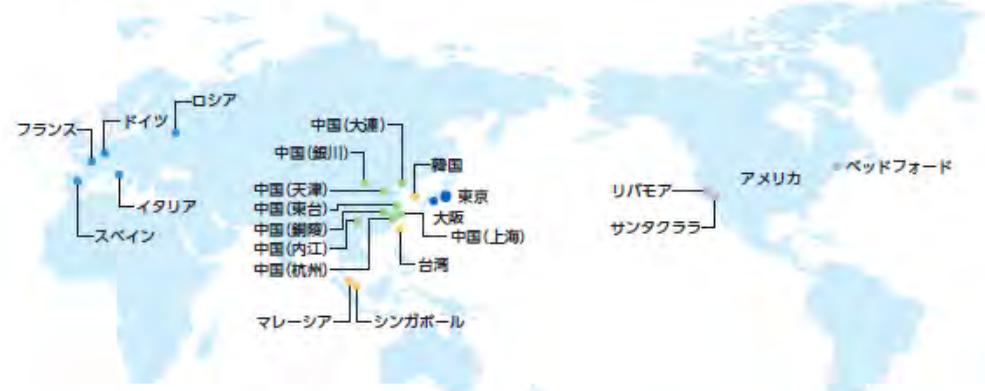 ロシア
フランス
ドイツ
イタリア
スペイン
中国(大連)
中国(銀川)
韓国
中国(天津)
東京
中国(東台)
大阪
中国(銅陵)
中国(上海)
中国(内江)
中国(杭州)
台湾
マレーシア
シンガポール
アメリカ
ベッドフォード
リバモア
サンタクララ